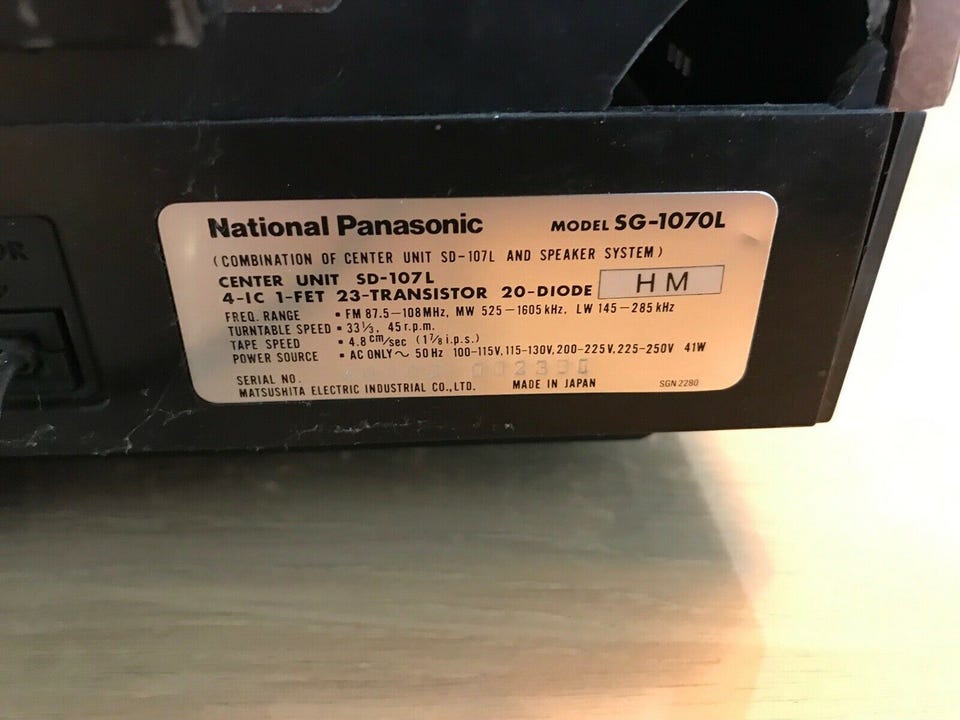 National Panasonic MODEL SG-1070L
(COMBINATION OF CENTER UNIT SD-107L AND SPEAKER SYSTEM)
CENTER UNIT SD-107L
4-IC 1-FET 23-TRANSISTOR 20-DIODE HM
FREQ. RANGE • FM 87.5–108MHz, MW 525–1605kHz. LW 145–285kHz
TURNTABLE SPEED • 33⅓, 45 r.p.m.
TAPE SPEED • 4.8 cm/sec (1⅞ i.p.s.)
POWER SOURCE • AC ONLY ~ 50Hz 100-115V, 115-130V, 200-225V, 225-250V 41W
SERIAL NO.
MATSUSHITA ELECTRIC INDUSTRIAL CO., LTD. MADE IN JAPAN SGN2280